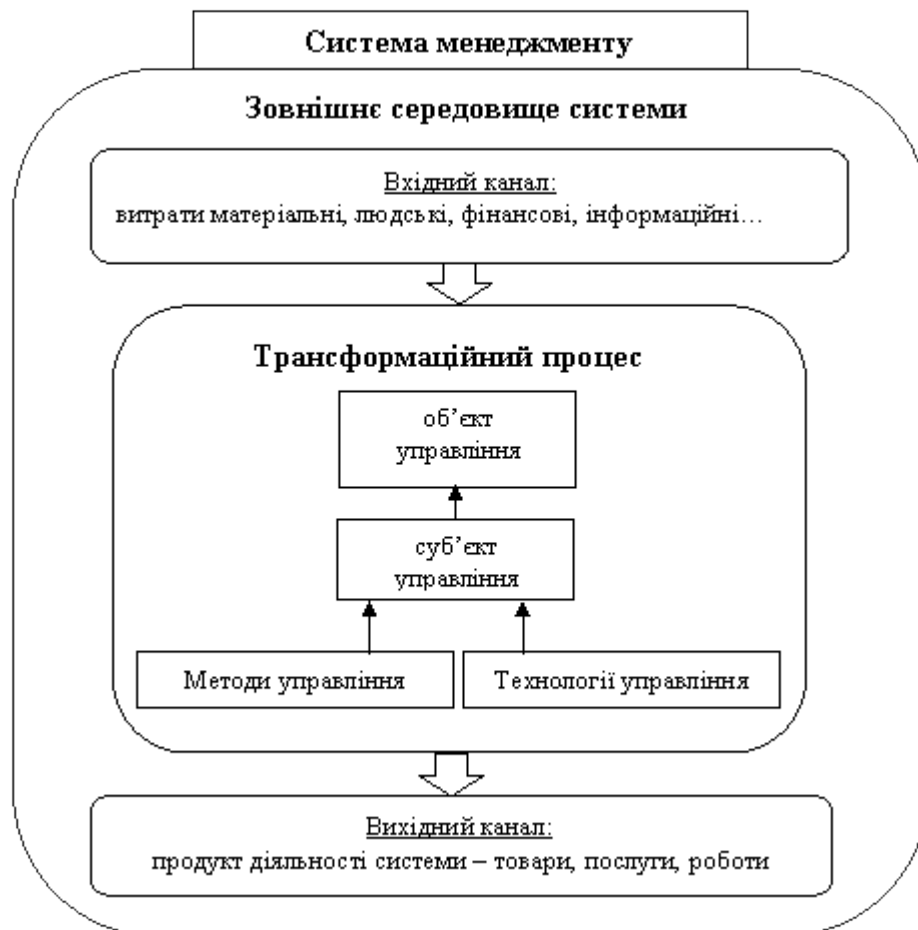 Система менеджменту
Зовнішнє середовище системи
Вхідний канал:
витрати матеріальні, людські, фінансові, інформаційні…
Трансформаційний процес
об’єкт
управління
суб’єкт
управління
Методи управління
Технології управління
Вихідний канал:
продукт діяльності системи – товари, послуги, роботи